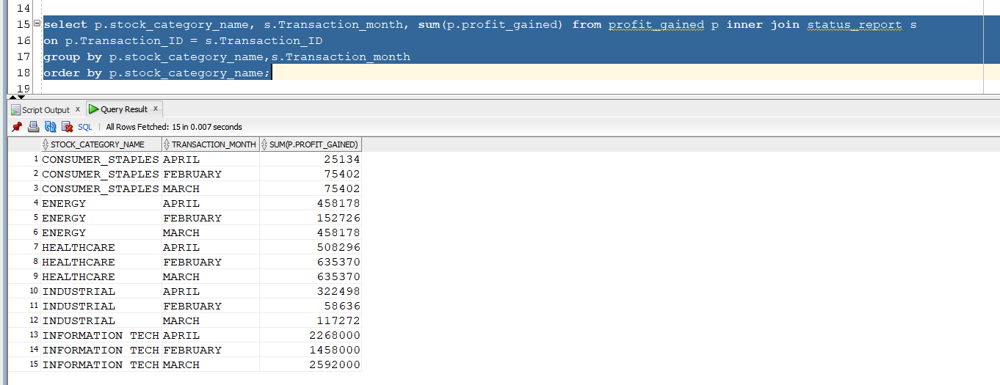 14
15 select p.stock_category_name, s.Transaction_month, sum(p.profit_gained) from profit_gained p inner join status_report s
16 on p.Transaction_ID = s.Transaction_ID
17 group by p.stock_category_name,s.Transaction_month
18 order by p.stock_category_name;
19
Script Output x Query Result x
SQL | All Rows Fetched: 15 in 0.007 seconds
STOCK_CATEGORY_NAME TRANSACTION_MONTH SUM(P.PROFIT_GAINED)
1 CONSUMER_STAPLES APRIL 25134
2 CONSUMER_STAPLES FEBRUARY 75402
3 CONSUMER_STAPLES MARCH 75402
4 ENERGY APRIL 458178
5 ENERGY FEBRUARY 152726
6 ENERGY MARCH 458178
7 HEALTHCARE APRIL 508296
8 HEALTHCARE FEBRUARY 635370
9 HEALTHCARE MARCH 635370
10 INDUSTRIAL APRIL 322498
11 INDUSTRIAL FEBRUARY 58636
12 INDUSTRIAL MARCH 117272
13 INFORMATION TECH APRIL 2268000
14 INFORMATION TECH FEBRUARY 1458000
15 INFORMATION TECH MARCH 2592000